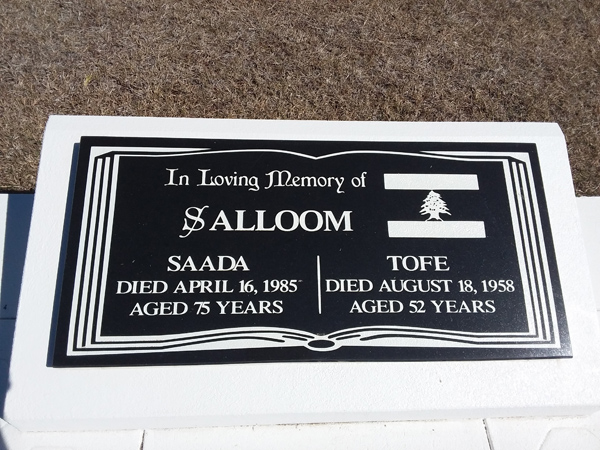 In Loving Memory of
SALLOOM
SAADA
DIED APRIL 16, 1985
AGED 75 YEARS
TOFE
DIED AUGUST 18, 1958
AGED 52 YEARS